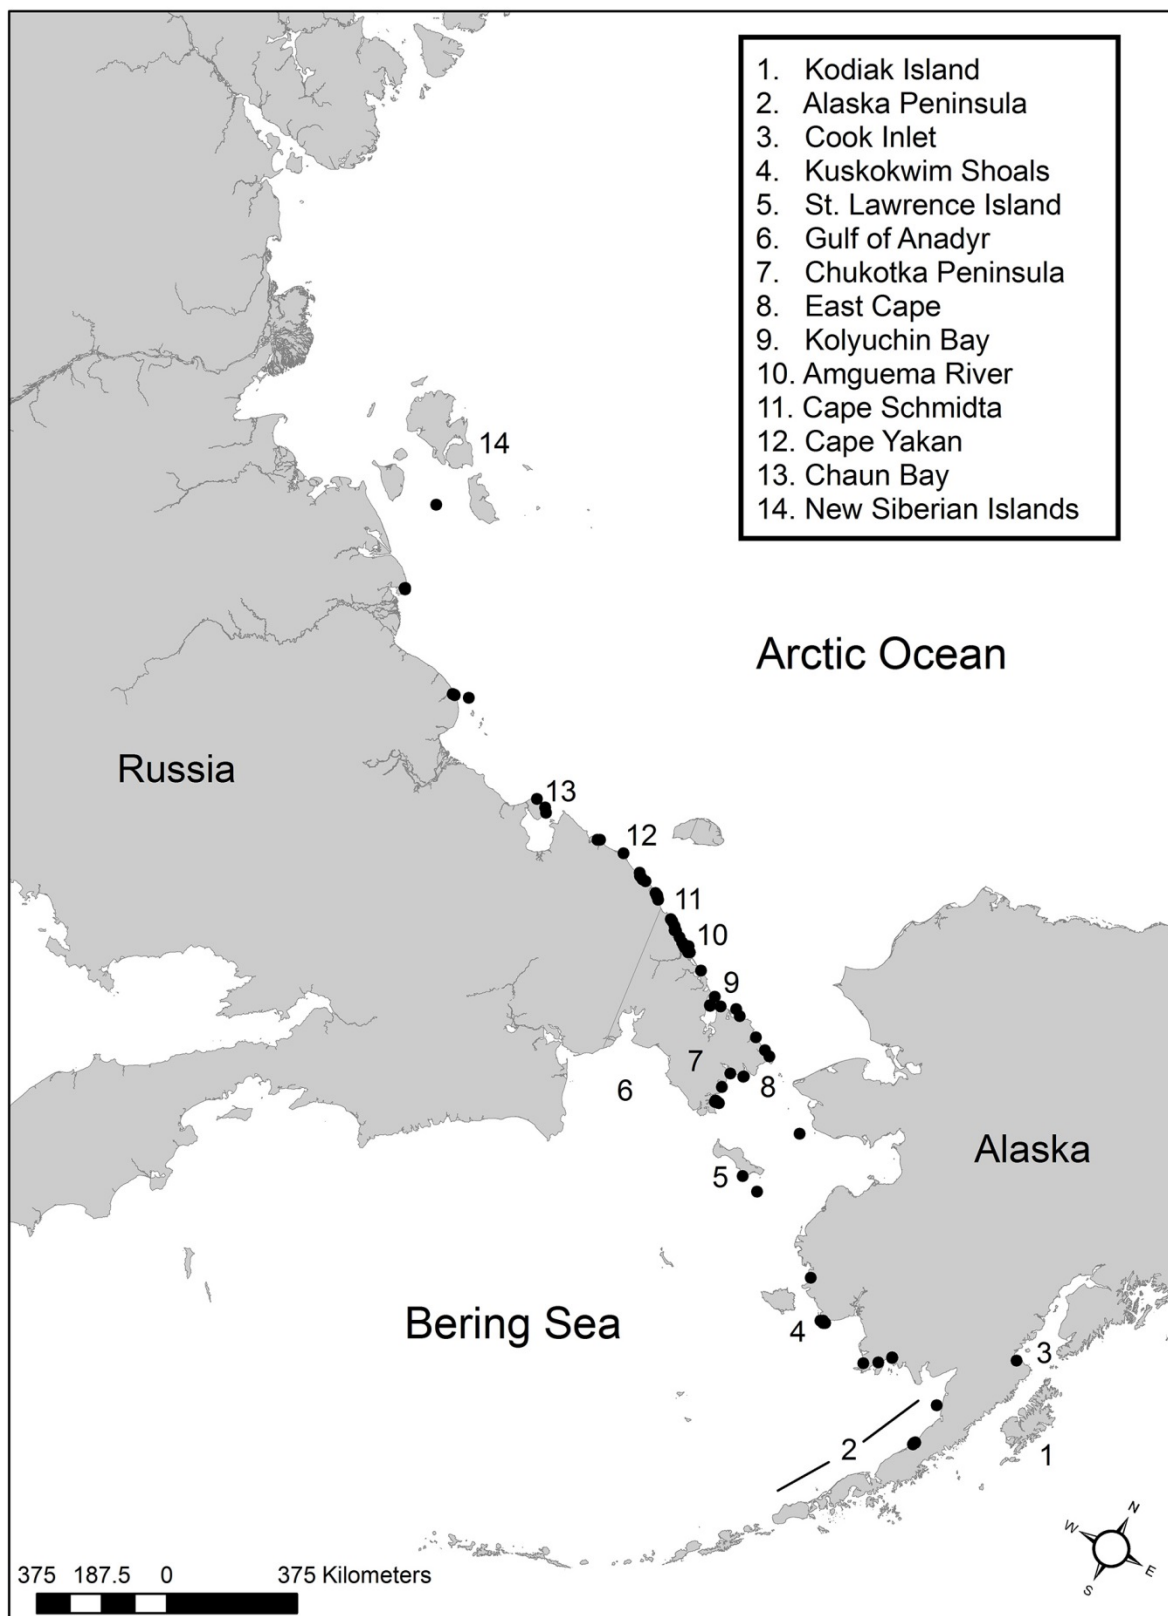 1. Kodiak Island
2. Alaska Peninsula
3. Cook Inlet
4. Kuskokwim Shoals
5. St. Lawrence Island
6. Gulf of Anadyr
7. Chukotka Peninsula
8. East Cape
9. Kolyuchin Bay
10. Amguema River
11. Cape Schmidta
12. Cape Yakan
13. Chaun Bay
14. New Siberian Islands
14
Arctic Ocean
Russia
13
12
11
10
9
7
8
6
Alaska
5
Bering Sea
4
3
2
1
N
W
E
S
375 187.5 0 375 Kilometers